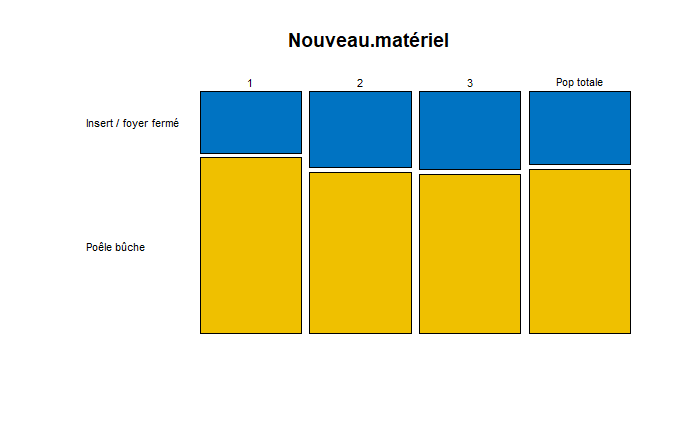 Nouveau.matériel
1 2 3 Pop totale
Insert / foyer fermé
Poêle bûche